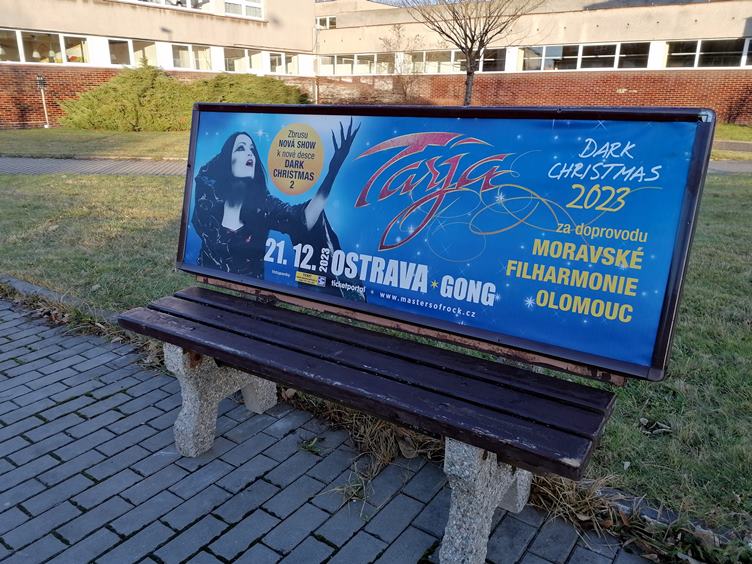 Zbrusu
NOVÁ SHOW
k nové desce
DARK
CHRISTMAS
2
Tarja
DARK
CHRISTMAS
2023
za doprovodu
MORAVSKÉ
FILHARMONIE
OLOMOUC
21. 12. 2023 OSTRAVA * GONG
ticketportal
www.mastersofrock.cz